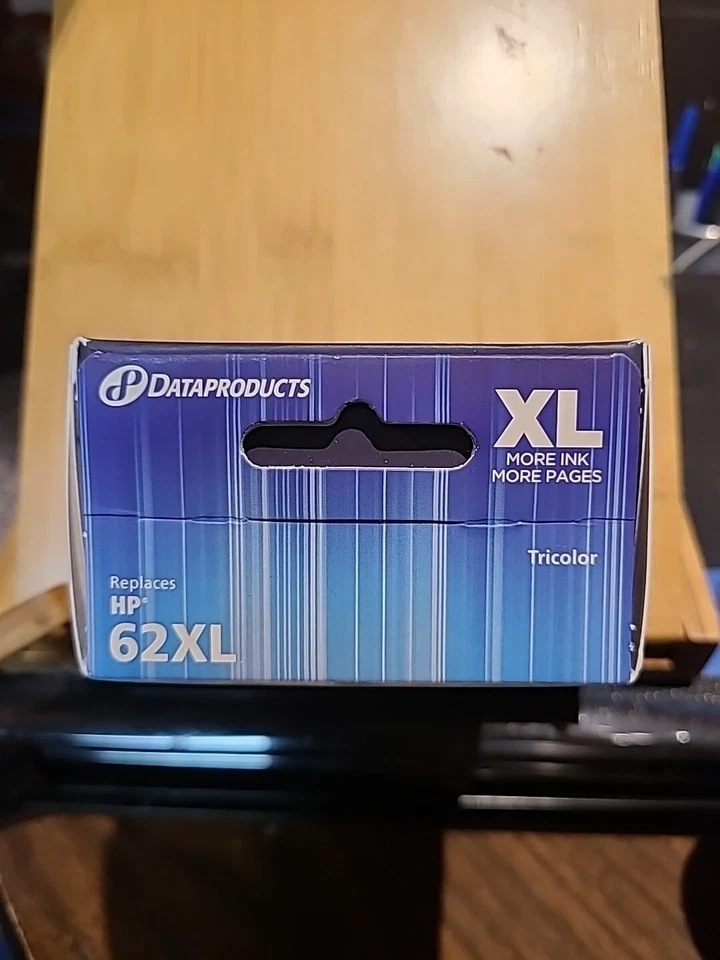 DATAPRODUCTS
XL
MORE INK
MORE PAGES
Tricolor
Replaces
HP®
62XL